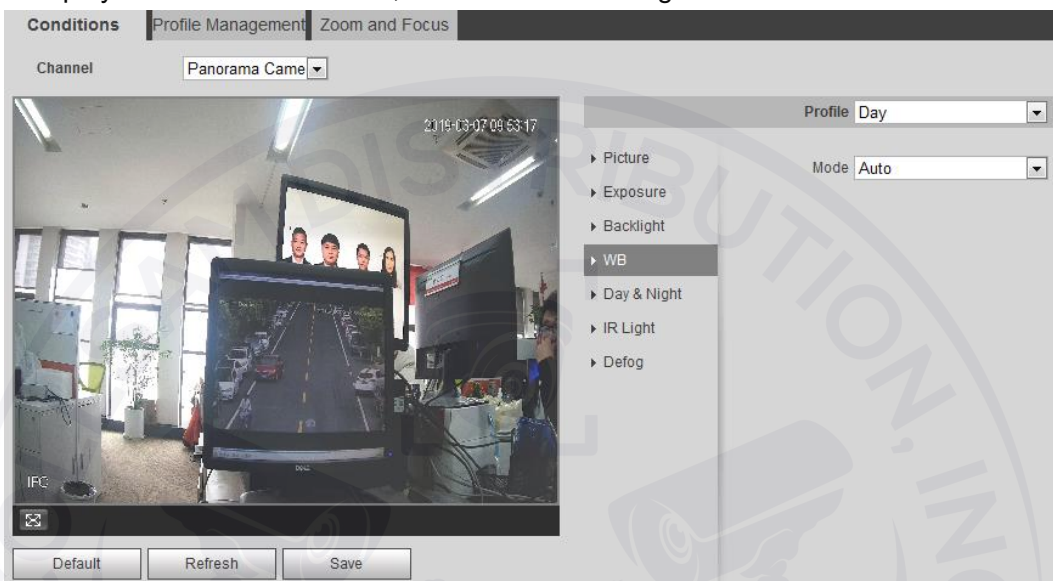 Conditions Profile Management Zoom and Focus
Channel Panorama Came
Profile Day
2019-03-07 09:53:17
Picture
Mode Auto
Exposure
Backlight
WB
Day & Night
IR Light
Defog
IPC
DELL
Default Refresh Save